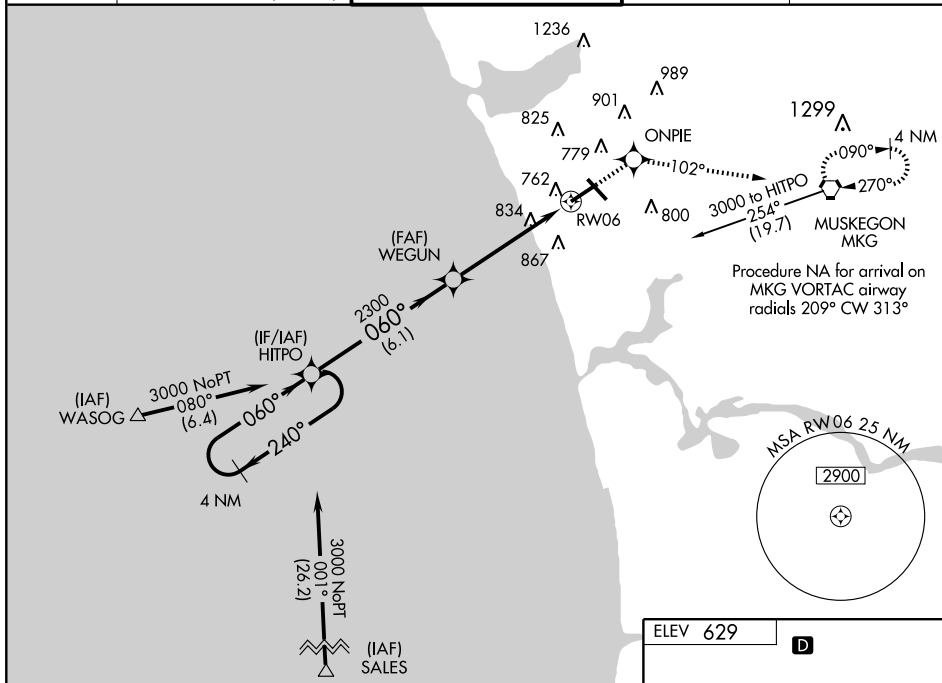 1236
989
901
825
1299
ONPIE
779
090°
4 NM
102°
762
270°
3000 to HITPO
254°
(19.7)
834
RW06
800
MUSKEGON
MKG
867
(FAF)
WEGUN
Procedure NA for arrival on
MKG VORTAC airway
radials 209° CW 313°
2300
060°
(6.1)
(IF/IAF)
HITPO
(IAF)
WASOG
3000 NoPT
080°
(6.4)
060°
240°
4 NM
MSA RW06 25 NM
2900
3000 NoPT
001°
(26.2)
(IAF)
SALES
ELEV 629
D